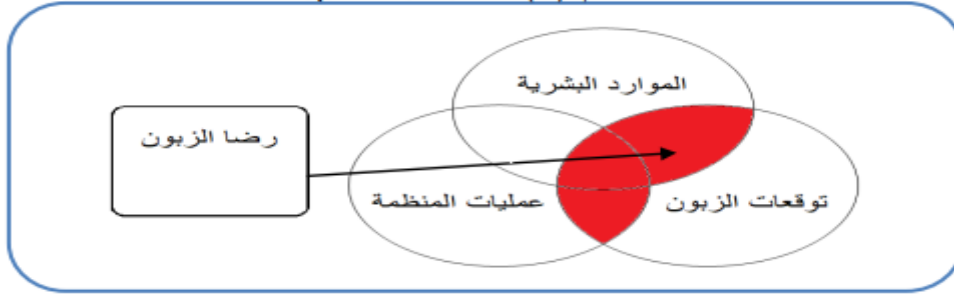 الموارد البشرية
رضا الزبون
توقعات الزبون
عمليات المنظمة